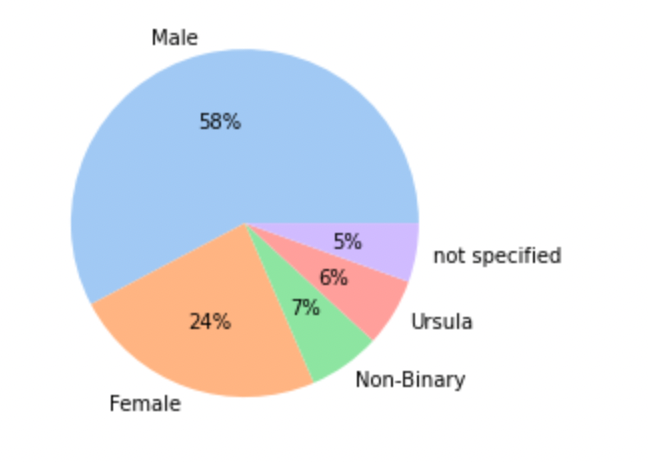 Male
58%
5%
not specified
6%
7%
24%
Ursula
Non-Binary
Female